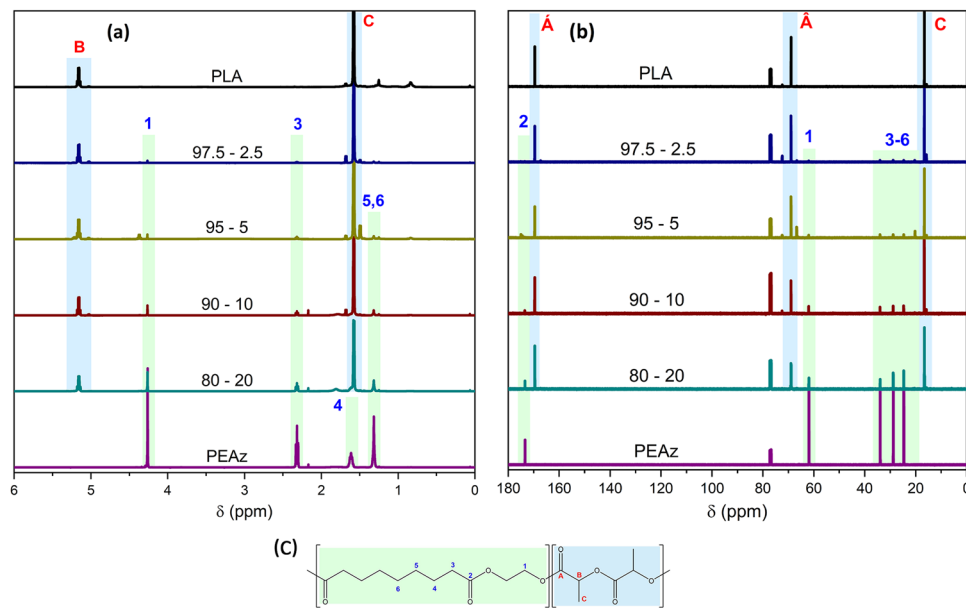 (a)
B
C
PLA
1
3
97.5 - 2.5
5,6
95 - 5
90 - 10
80 - 20
4
PEAz
6 5 4 3 2 1 0
δ (ppm)
(b)
Á
Â
C
PLA
2
1
97.5 - 2.5
3-6
95 - 5
90 - 10
80 - 20
PEAz
180 160 140 120 100 80 60 40 20 0
δ (ppm)
(C)
O
O
5
3
O
1
O
A
B
O
O
6
4
2
O
C
O
O